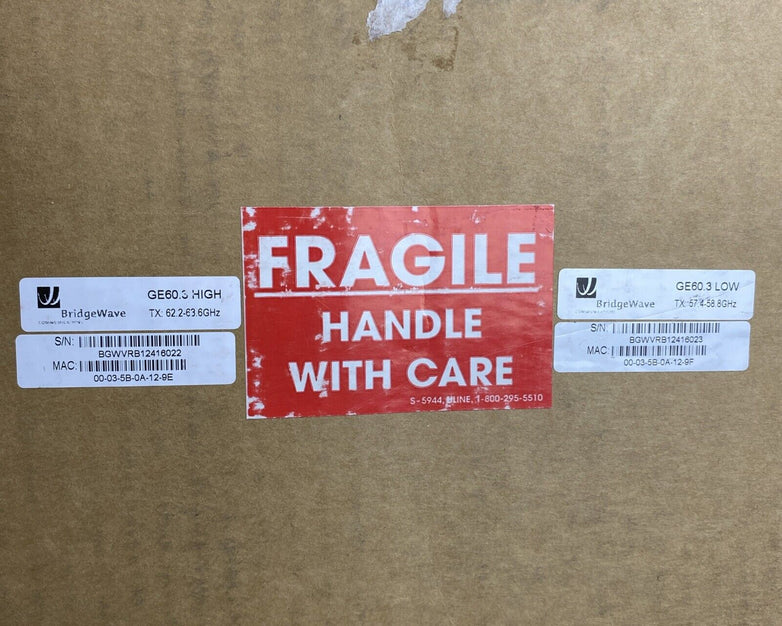 BridgeWave
COMMUNICATIONS
GE60.3 HIGH
TX: 62.2-63.6GHz
S/N:
BGWVRB12416022
MAC:
00-03-5B-0A-12-9E
FRAGILE
HANDLE
WITH CARE
S-5944, ULINE, 1-800-295-5510
BridgeWave
COMMUNICATIONS
GE60.3 LOW
TX: 57.4-58.8GHz
S/N:
BGWVRB12416023
MAC:
00-03-5B-0A-12-9F